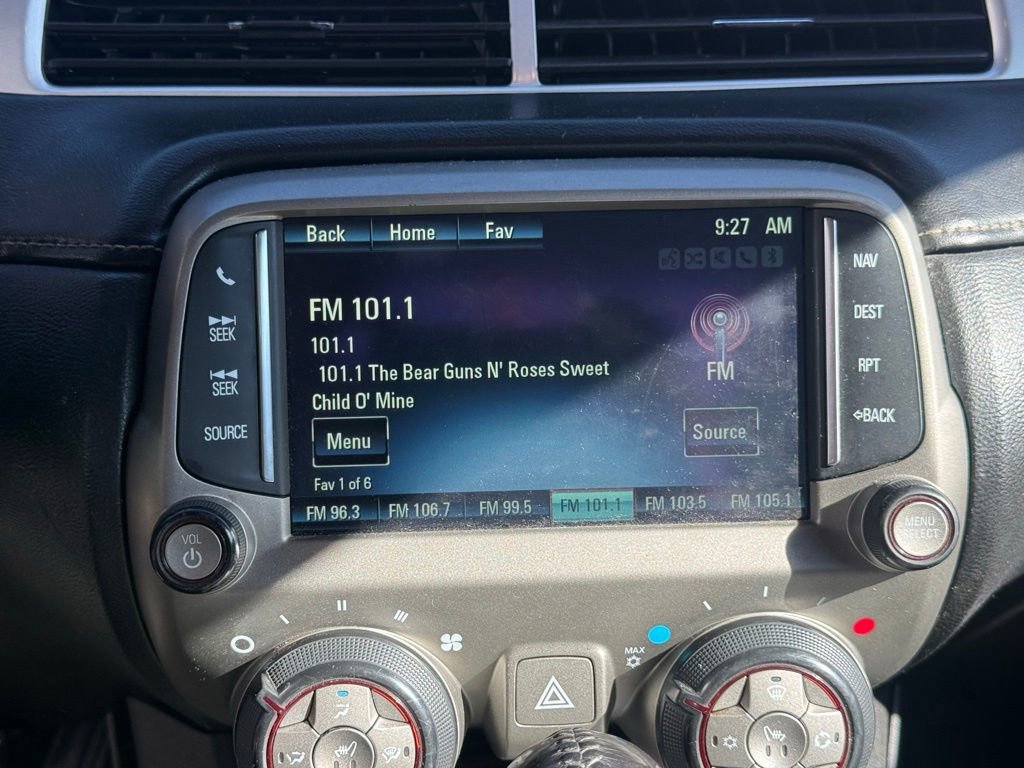 Back Home Fav 9:27 AM
NAV
FM 101.1
DEST
SEEK
101.1
101.1 The Bear Guns N' Roses Sweet
FM
RPT
SEEK
Child O' Mine
BACK
SOURCE
Menu
Source
Fav 1 of 6
FM 96.3 FM 106.7 FM 99.5 FM 101.1 FM 103.5 FM 105.1
VOL
MENU
SELECT
MAX